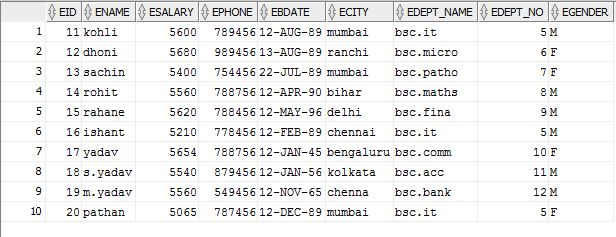 EID ENAME ESALARY EPHONE EBDATE ECITY EDEPT_NAME EDEPT_NO EGENDER
1 11 kohli 5600 789456 12-AUG-89 mumbai bsc.it 5 M
2 12 dhoni 5680 989456 13-AUG-89 ranchi bsc.micro 6 F
3 13 sachin 5400 754456 22-JUL-89 mumbai bsc.patho 7 F
4 14 rohit 5560 788756 12-APR-90 bihar bsc.maths 8 M
5 15 rahane 5620 788456 12-MAY-96 delhi bsc.fina 9 M
6 16 ishant 5210 778456 12-FEB-89 chennai bsc.it 5 M
7 17 yadav 5654 788756 12-JAN-45 bengaluru bsc.comm 10 F
8 18 s.yadav 5540 879456 12-JAN-56 kolkata bsc.acc 11 M
9 19 m.yadav 5560 549456 12-NOV-65 chenna bsc.bank 12 M
10 20 pathan 5065 787456 12-DEC-89 mumbai bsc.it 5 F